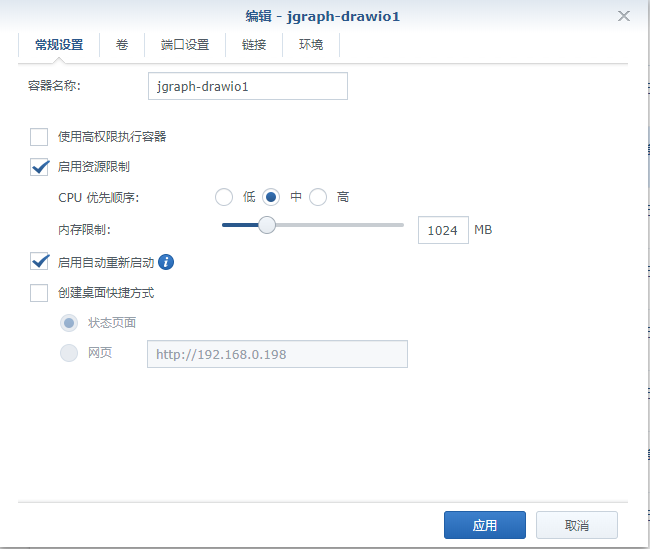 编辑 - jgraph-drawio1
常规设置 卷 端口设置 链接 环境
容器名称: jgraph-drawio1
使用高权限执行容器
启用资源限制
CPU 优先顺序: 低 中 高
内存限制: 1024 MB
启用自动重新启动 i
创建桌面快捷方式
状态页面
网页 http://192.168.0.198
应用 取消